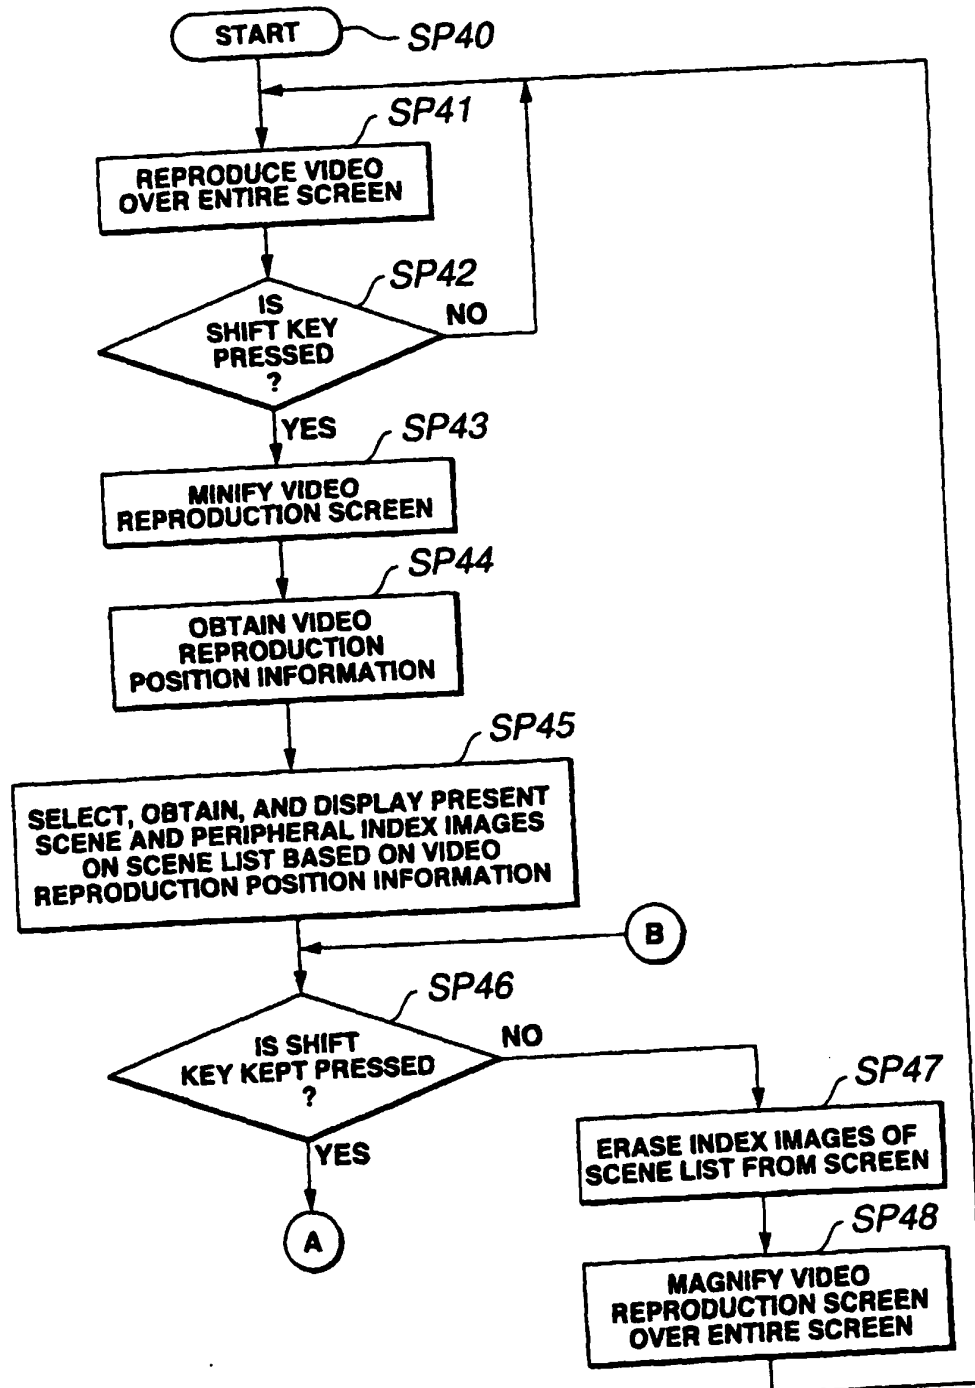 START
SP40
SP41
REPRODUCE VIDEO
OVER ENTIRE SCREEN
SP42
IS
SHIFT KEY
PRESSED
?
NO
YES
SP43
MINIFY VIDEO
REPRODUCTION SCREEN
SP44
OBTAIN VIDEO
REPRODUCTION
POSITION INFORMATION
SP45
SELECT, OBTAIN, AND DISPLAY PRESENT
SCENE AND PERIPHERAL INDEX IMAGES
ON SCENE LIST BASED ON VIDEO
REPRODUCTION POSITION INFORMATION
B
SP46
IS SHIFT
KEY KEPT PRESSED
?
NO
YES
A
SP47
ERASE INDEX IMAGES OF
SCENE LIST FROM SCREEN
SP48
MAGNIFY VIDEO
REPRODUCTION SCREEN
OVER ENTIRE SCREEN